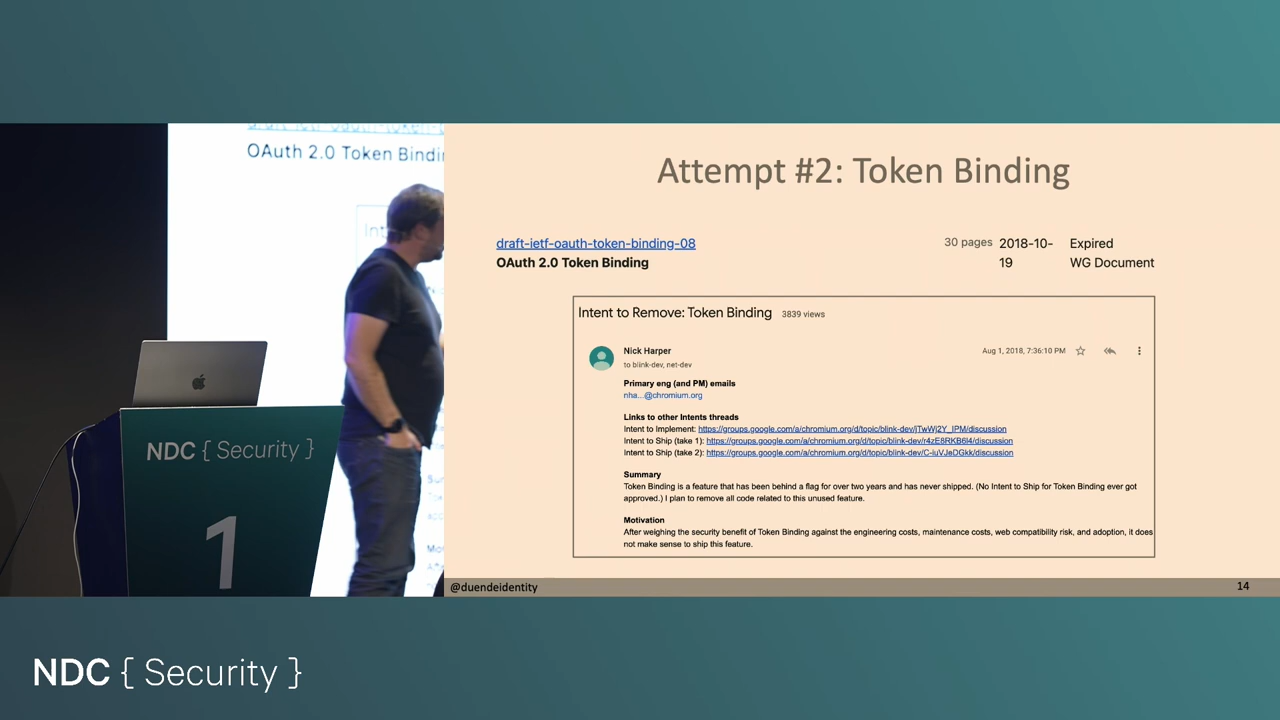 OAuth 2.0 Token Bindin
Int
NDC { Security }
1
Attempt #2: Token Binding
draft-ietf-oauth-token-binding-08
30 pages 2018-10-19 Expired
OAuth 2.0 Token Binding WG Document
Intent to Remove: Token Binding 3839 views
Nick Harper Aug 1, 2018, 7:36:10 PM
to blink-dev, net-dev
Primary eng (and PM) emails
nha...@chromium.org
Links to other Intents threads
Intent to Implement: https://groups.google.com/a/chromium.org/d/topic/blink-dev/jTwWj2Y_IPM/discussion
Intent to Ship (take 1): https://groups.google.com/a/chromium.org/d/topic/blink-dev/r4zE8RKB6l4/discussion
Intent to Ship (take 2): https://groups.google.com/a/chromium.org/d/topic/blink-dev/C-iuVJeDGkk/discussion
Summary
Token Binding is a feature that has been behind a flag for over two years and has never shipped. (No Intent to Ship for Token Binding ever got
approved.) I plan to remove all code related to this unused feature.
Motivation
After weighing the security benefit of Token Binding against the engineering costs, maintenance costs, web compatibility risk, and adoption, it does
not make sense to ship this feature.
@duendeidentity 14
NDC { Security }